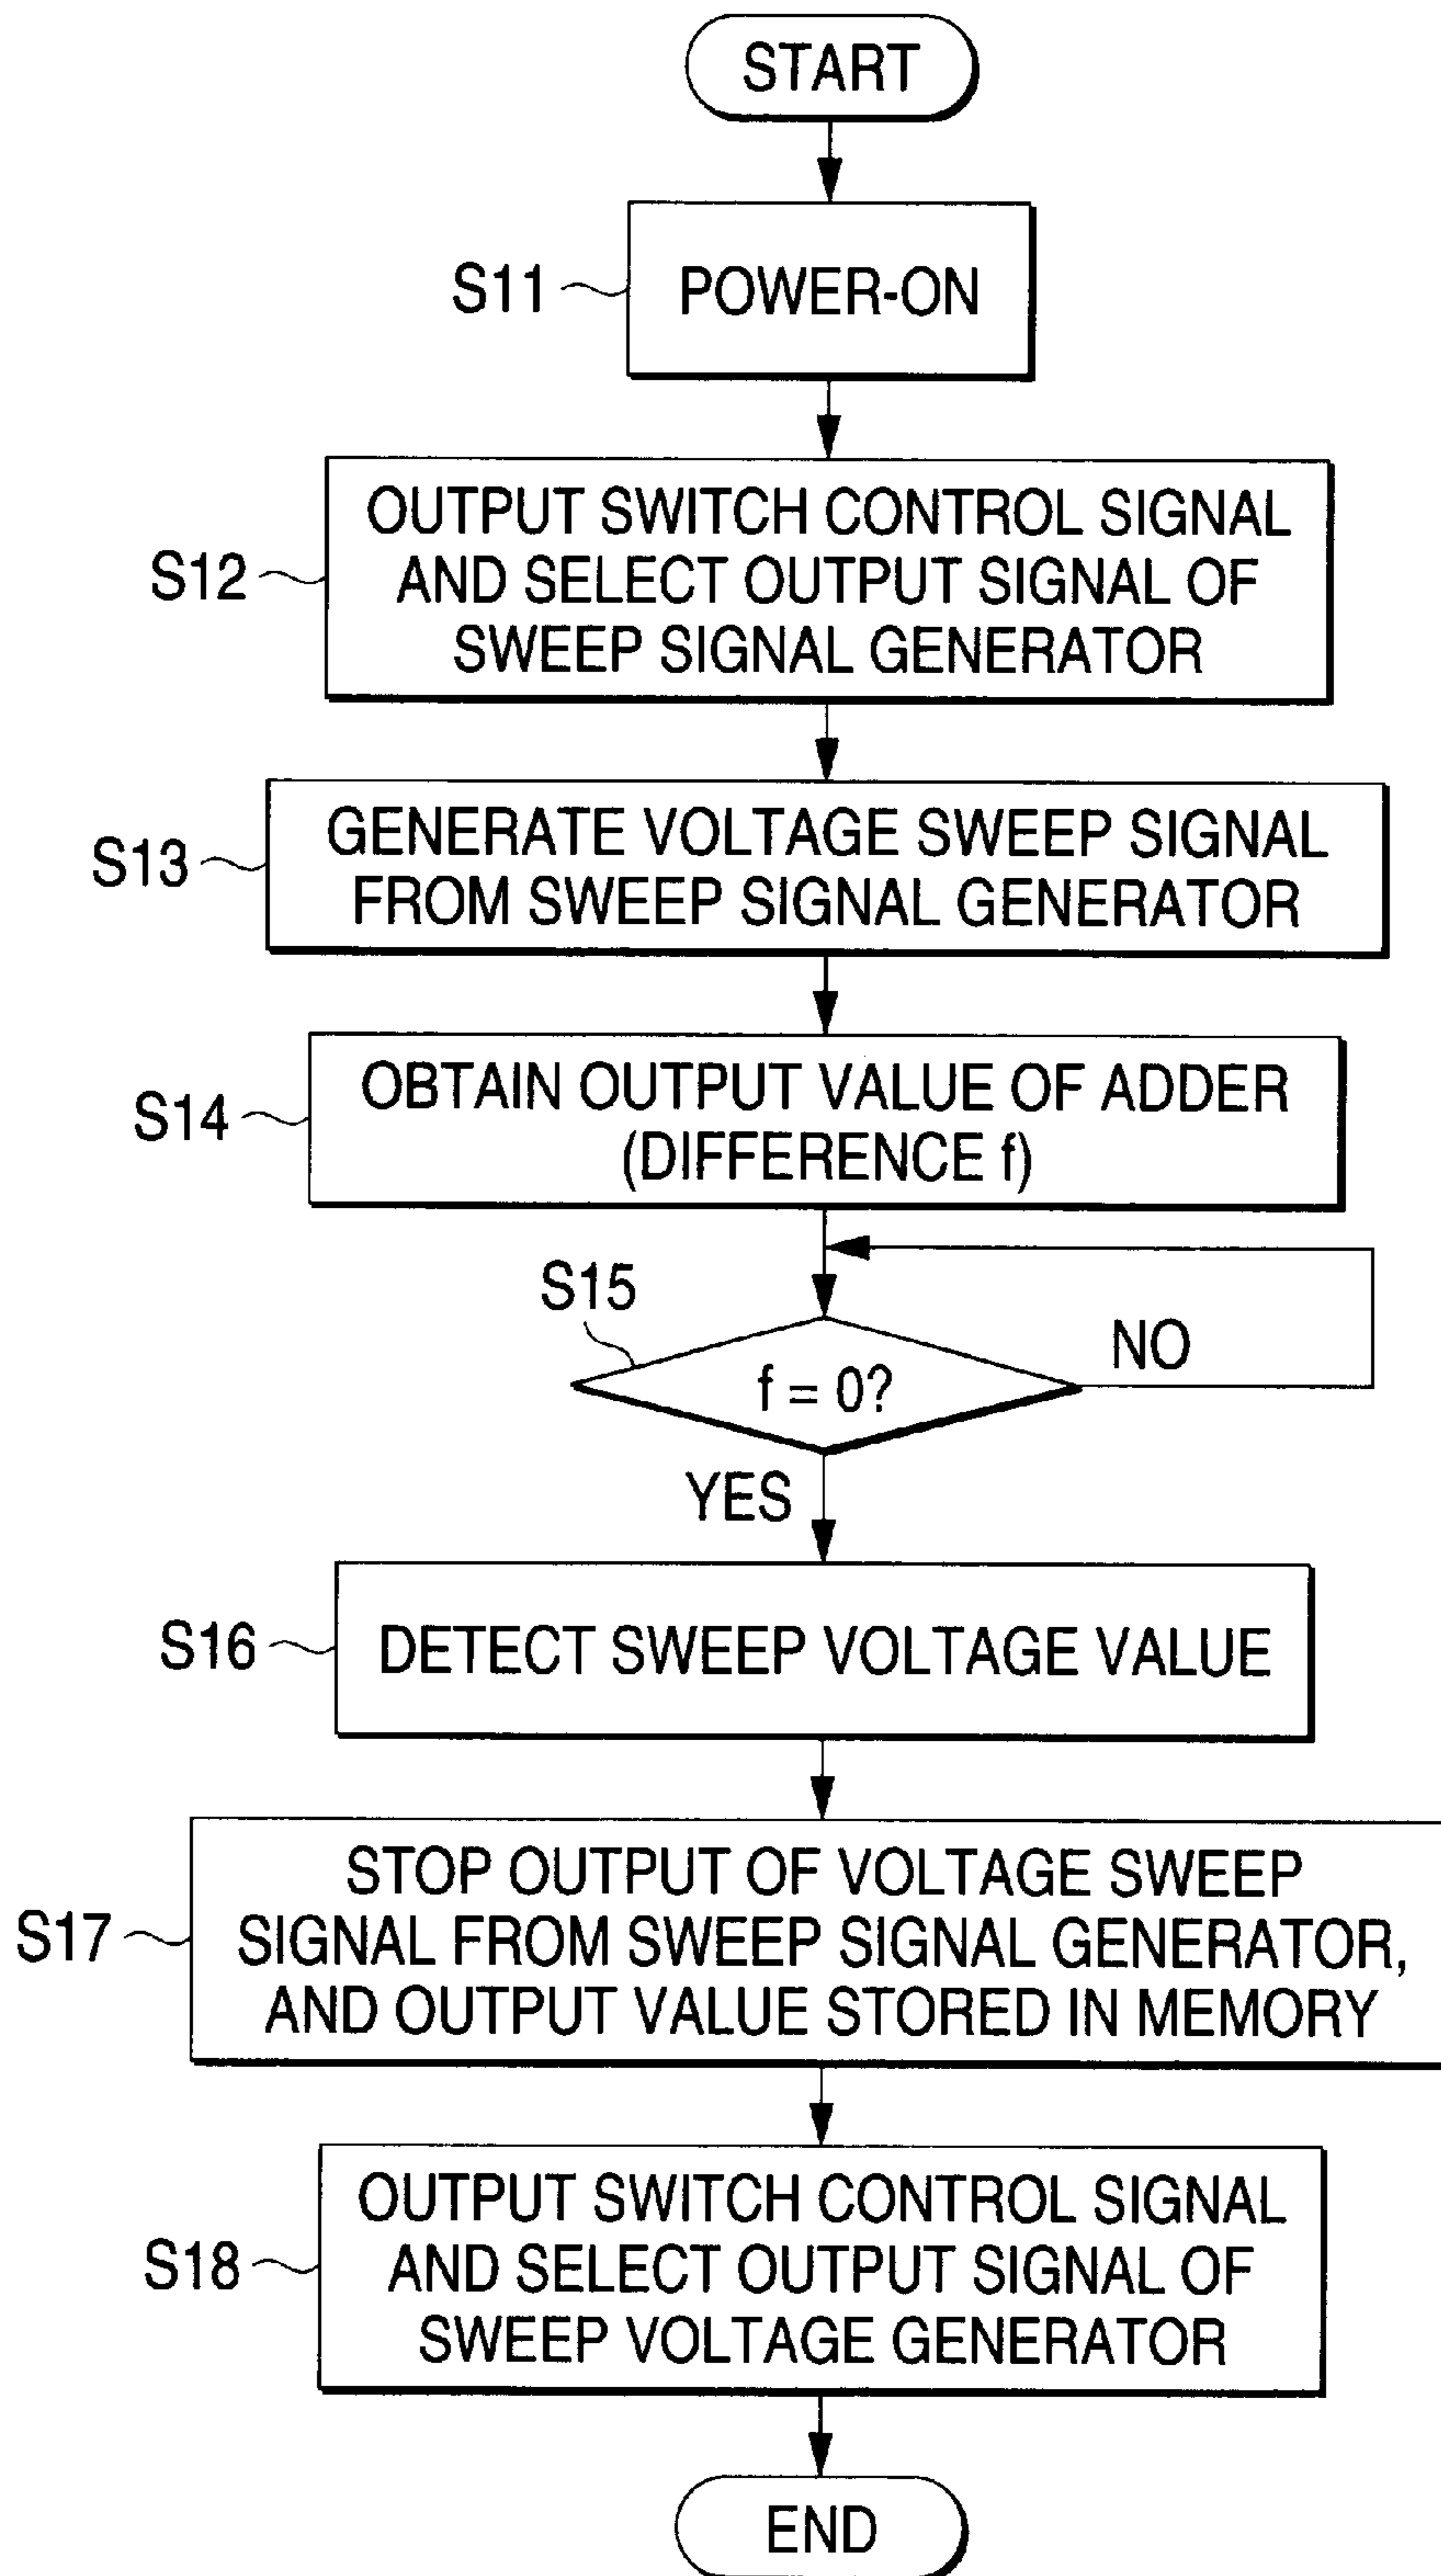 START
S11
POWER-ON
S12
OUTPUT SWITCH CONTROL SIGNAL
AND SELECT OUTPUT SIGNAL OF
SWEEP SIGNAL GENERATOR
S13
GENERATE VOLTAGE SWEEP SIGNAL
FROM SWEEP SIGNAL GENERATOR
S14
OBTAIN OUTPUT VALUE OF ADDER
(DIFFERENCE f)
S15
f = 0?
NO
YES
S16
DETECT SWEEP VOLTAGE VALUE
S17
STOP OUTPUT OF VOLTAGE SWEEP
SIGNAL FROM SWEEP SIGNAL GENERATOR,
AND OUTPUT VALUE STORED IN MEMORY
S18
OUTPUT SWITCH CONTROL SIGNAL
AND SELECT OUTPUT SIGNAL OF
SWEEP VOLTAGE GENERATOR
END